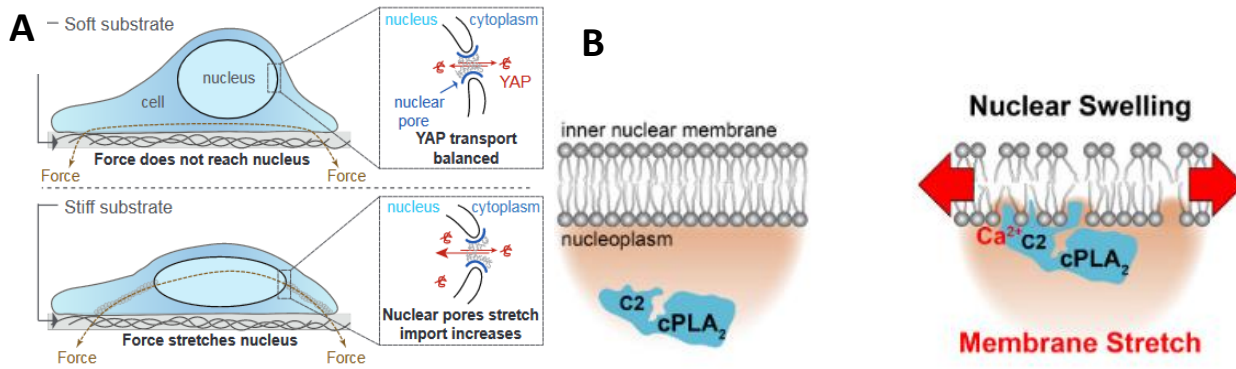 A
Soft substrate
nucleus
cell
Force does not reach nucleus
Force
Force
nucleus cytoplasm
YAP
nuclear
pore
YAP transport
balanced
Stiff substrate
Force stretches nucleus
Force
Force
nucleus cytoplasm
Nuclear pores stretch
import increases
B
inner nuclear membrane
nucleoplasm
C2
cPLA2
Nuclear Swelling
Ca2+
C2
cPLA2
Membrane Stretch